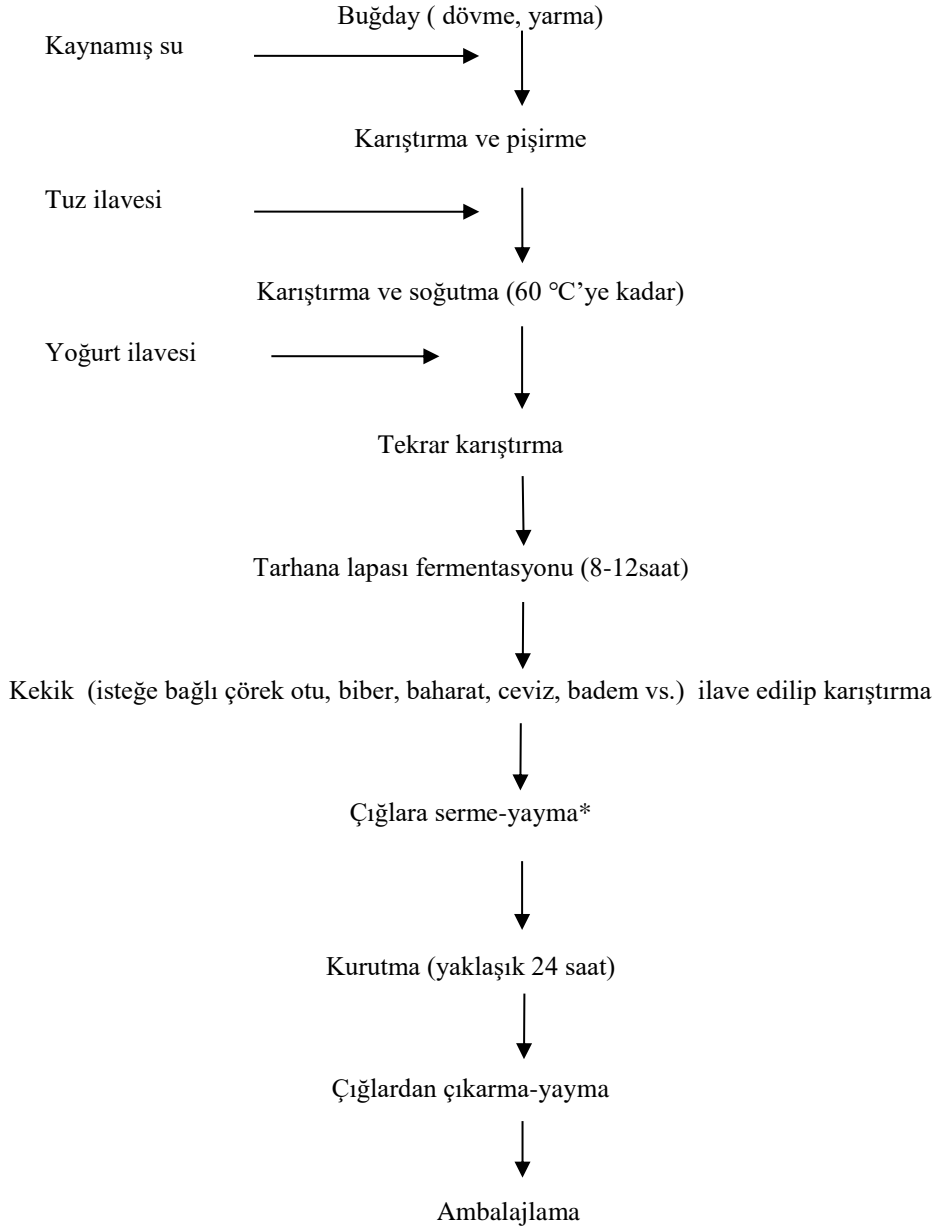 Buğday ( dövme, yarma)
Kaynamış su
Karıştırma ve pişirme
Tuz ilavesi
Karıştırma ve soğutma (60 °C’ye kadar)
Yoğurt ilavesi
Tekrar karıştırma
Tarhana lapası fermentasyonu (8-12saat)
Kekik (isteğe bağlı çörek otu, biber, baharat, ceviz, badem vs.) ilave edilip karıştırma
Çığlara serme-yayma*
Kurutma (yaklaşık 24 saat)
Çığlardan çıkarma-yayma
Ambalajlama